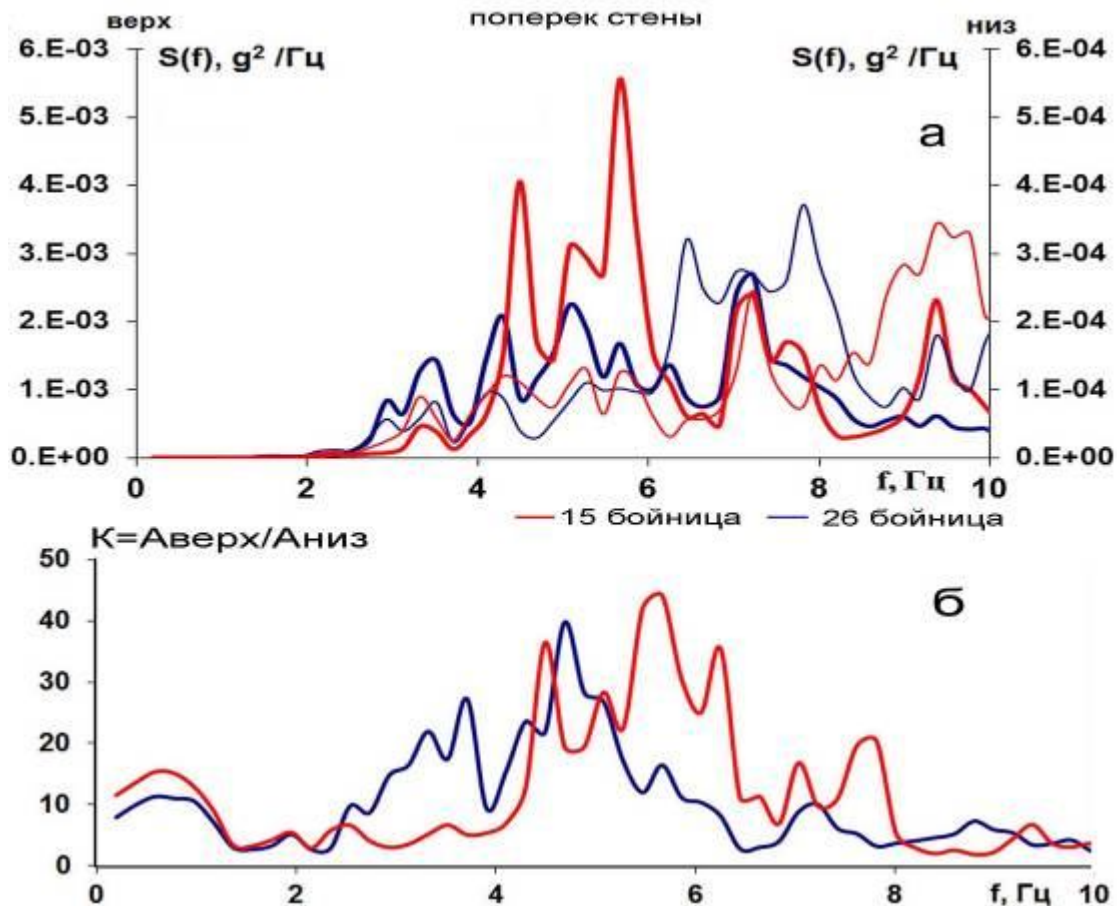 верх поперек стены низ
6.E-03 S(f), g² /Гц S(f), g² /Гц 6.E-04
5.E-03 а 5.E-04
4.E-03 4.E-04
3.E-03 3.E-04
2.E-03 2.E-04
1.E-03 1.E-04
0.E+00 0.E+00
0 2 4 6 8 f, Гц 10
15 бойница 26 бойница
K=Аверх/Аниз
50
40 б
30
20
10
0
0 2 4 6 8 f, Гц 10